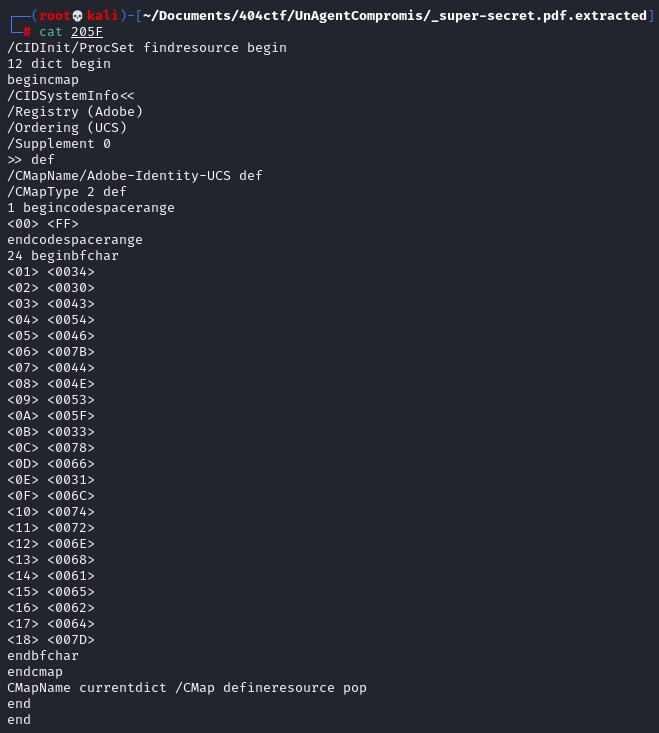 ┌──(root💀kali)-[~/Documents/404ctf/UnAgentCompromis/_super-secret.pdf.extracted]
└─# cat 205F
/CIDInit/ProcSet findresource begin
12 dict begin
begincmap
/CIDSystemInfo<<
/Registry (Adobe)
/Ordering (UCS)
/Supplement 0
>> def
/CMapName/Adobe-Identity-UCS def
/CMapType 2 def
1 begincodespacerange
<00> <FF>
endcodespacerange
24 beginbfchar
<01> <0034>
<02> <0030>
<03> <0043>
<04> <0054>
<05> <0046>
<06> <007B>
<07> <0044>
<08> <004E>
<09> <0053>
<0A> <005F>
<0B> <0033>
<0C> <0078>
<0D> <0066>
<0E> <0031>
<0F> <006C>
<10> <0074>
<11> <0072>
<12> <006E>
<13> <0068>
<14> <0061>
<15> <0065>
<16> <0062>
<17> <0064>
<18> <007D>
endbfchar
endcmap
CMapName currentdict /CMap defineresource pop
end
end